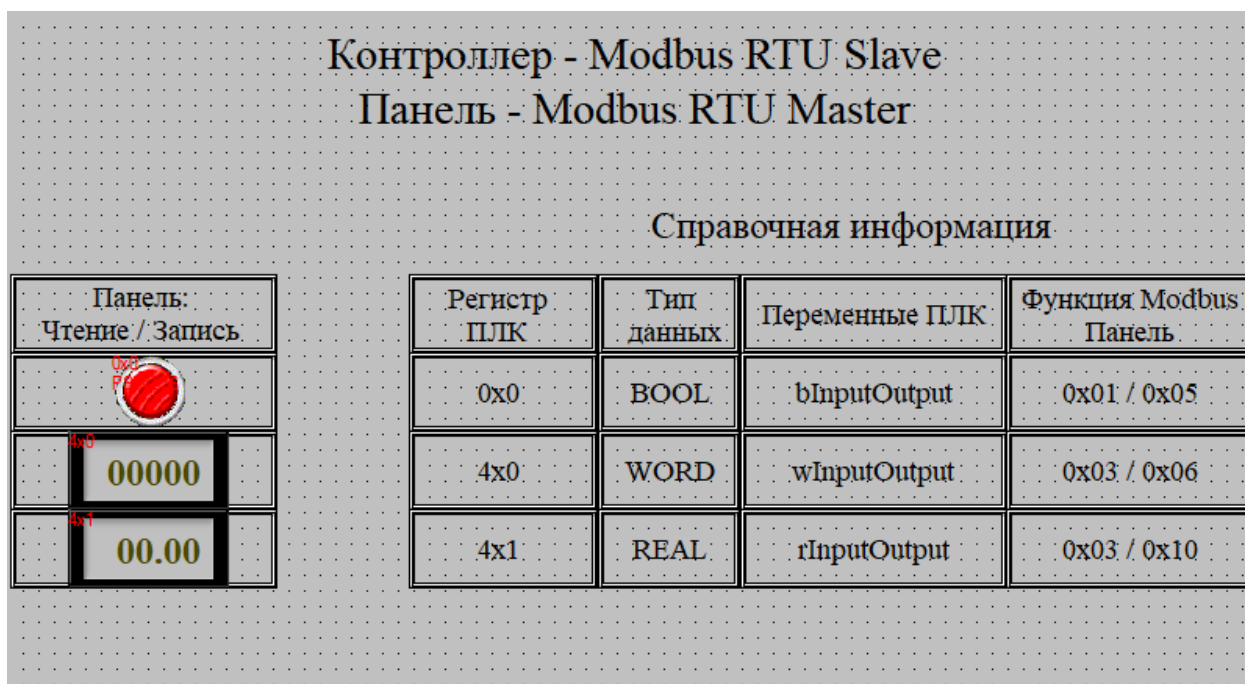 Контроллер - Modbus RTU Slave
Панель - Modbus RTU Master
Справочная информация
Панель:
Чтение / Запись
Регистр
ПЛК
Тип
данных
Переменные ПЛК
Функция Modbus
Панель
0x0
0x0
BOOL
bInputOutput
0x01 / 0x05
4x0
00000
4x0
WORD
wInputOutput
0x03 / 0x06
4x1
00.00
4x1
REAL
rInputOutput
0x03 / 0x10